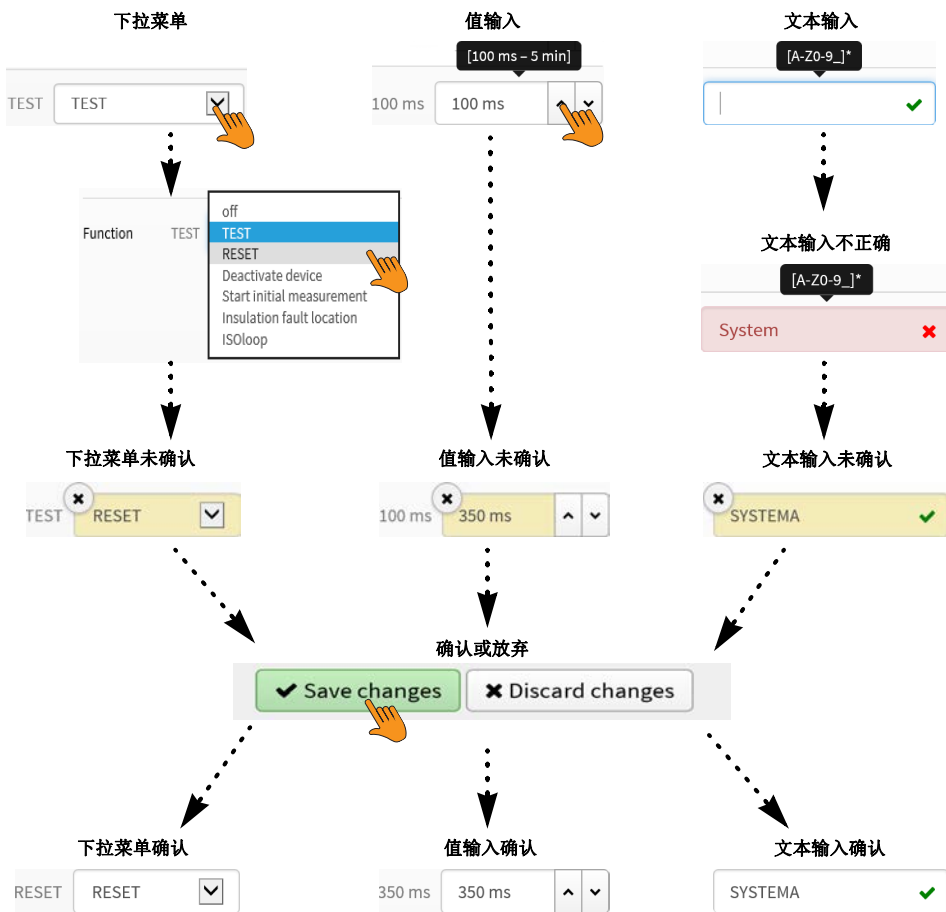 下拉菜单
值输入
文本输入
[100 ms – 5 min]
[A-Z0-9_]*
TEST TEST
100 ms 100 ms
off
Function TEST TEST
RESET
Deactivate device
Start initial measurement
Insulation fault location
ISOloop
文本输入不正确
[A-Z0-9_]*
System
下拉菜单未确认
值输入未确认
文本输入未确认
TEST RESET
100 ms 350 ms
SYSTEMA
确认或放弃
Save changes
Discard changes
下拉菜单确认
值输入确认
文本输入确认
RESET RESET
350 ms 350 ms
SYSTEMA